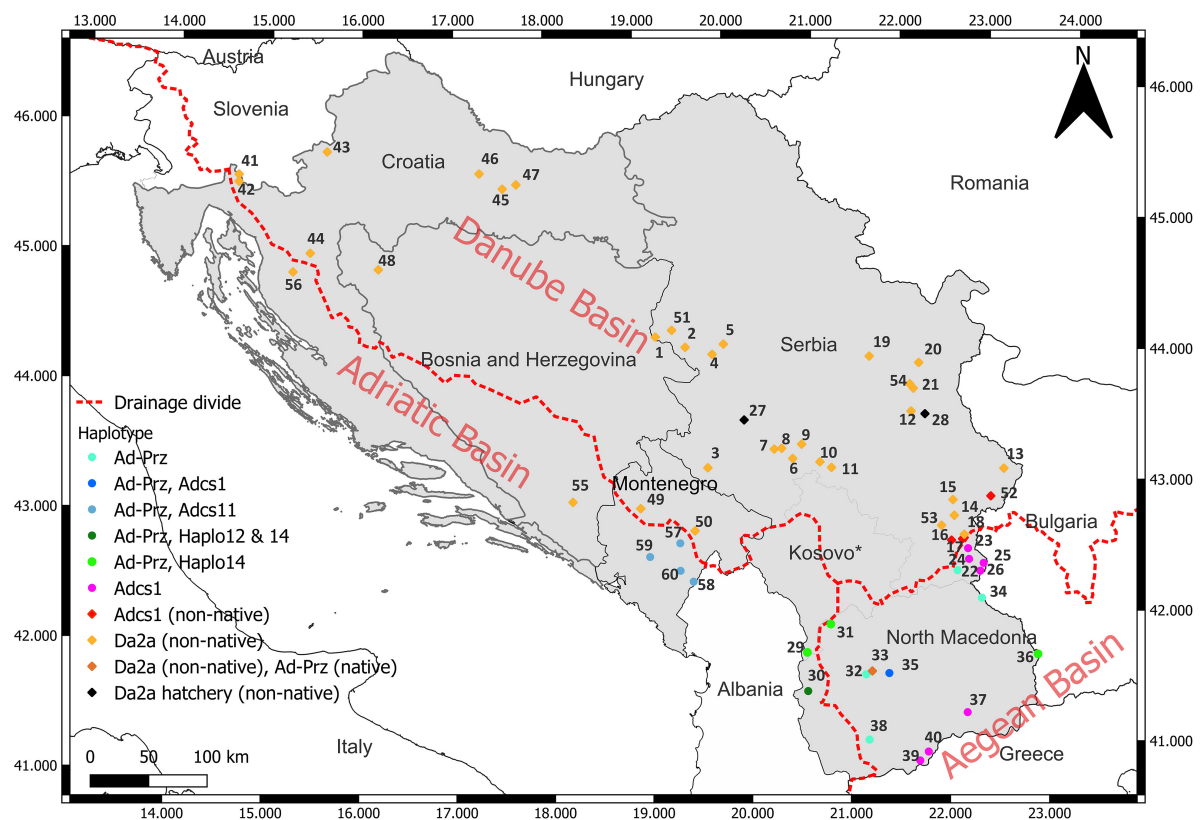 13.000 14.000 15.000 16.000 17.000 18.000 19.000 20.000 21.000 22.000 23.000 24.000
N
Austria
Hungary
46.000
46.000
Slovenia
41
43
Croatia
46
47
42
45
Romania
45.000
45.000
44
48
56
Danube Basin
51
2
5
1
4
19
20
Serbia
44.000
44.000
54
21
Bosnia and Herzegovina
Adriatic Basin
12
28
27
7
8
9
6
10
11
3
13
43.000
43.000
Montenegro
55
49
50
57
59
60
58
15
14
52
53
18
16
17
23
Bulgaria
24
25
22
26
Kosovo*
34
42.000
42.000
31
North Macedonia
29
33
32
35
36
30
Albania
37
38
40
39
Aegean Basin
Greece
Italy
41.000
41.000
Drainage divide
Haplotype
Ad-Prz
Ad-Prz, Adcs1
Ad-Prz, Adcs11
Ad-Prz, Haplo12 & 14
Ad-Prz, Haplo14
Adcs1
Adcs1 (non-native)
Da2a (non-native)
Da2a (non-native), Ad-Prz (native)
Da2a hatchery (non-native)
0 50 100 km
14.000 15.000 16.000 17.000 18.000 19.000 20.000 21.000 22.000 23.000